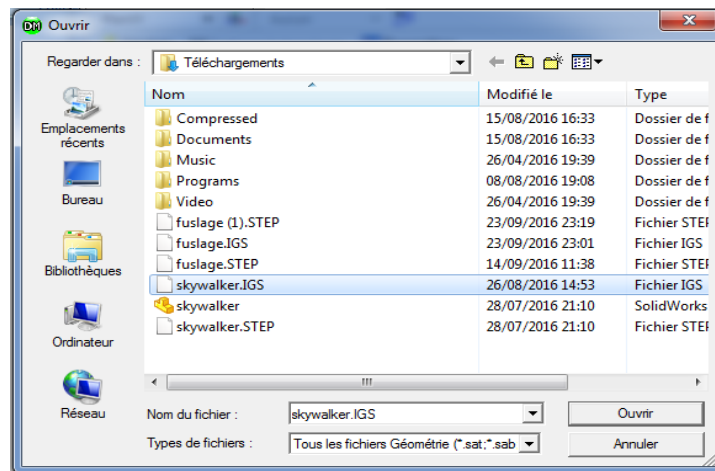 DM Ouvrir
Regarder dans : Téléchargements
Nom Modifié le Type
Compressed 15/08/2016 16:33 Dossier de f
Documents 15/08/2016 16:33 Dossier de f
Music 26/04/2016 19:39 Dossier de f
Programs 08/08/2016 19:08 Dossier de f
Video 26/04/2016 19:39 Dossier de f
fuslage (1).STEP 23/09/2016 23:19 Fichier STEP
fuslage.IGS 23/09/2016 23:01 Fichier IGS
fuslage.STEP 14/09/2016 11:38 Fichier STEP
skywalker.IGS 26/08/2016 14:53 Fichier IGS
skywalker 28/07/2016 21:10 SolidWorks
skywalker.STEP 28/07/2016 21:10 Fichier STEP
Emplacements
récents
Bureau
Bibliothèques
Ordinateur
Réseau
Nom du fichier : skywalker.IGS Ouvrir
Types de fichiers : Tous les fichiers Géométrie (*.sat;*.sab Annuler